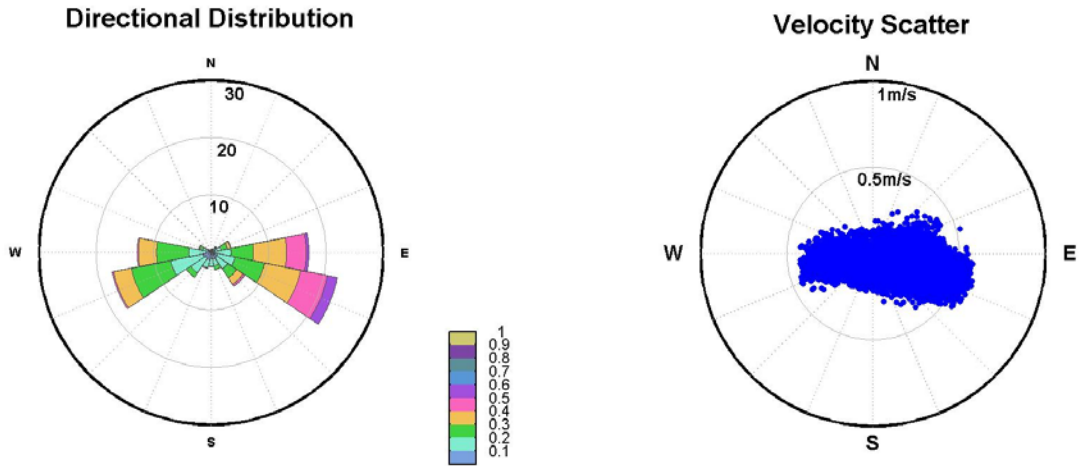 Directional Distribution
N
30
20
10
W
E
S
1
0.9
0.8
0.7
0.6
0.5
0.4
0.3
0.2
0.1
Velocity Scatter
N
1m/s
0.5m/s
W
E
S